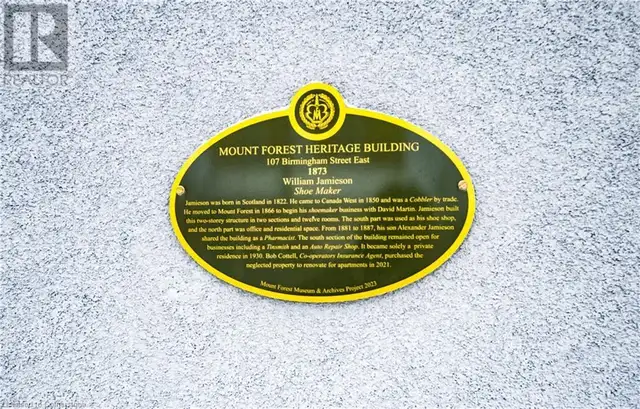 REALTOR®
M
MOUNT FOREST HERITAGE BUILDING
107 Birmingham Street East
1873
William Jamieson
Shoe Maker
Jamieson was born in Scotland in 1822. He came to Canada West in 1850 and was a Cobbler by trade.
He moved to Mount Forest in 1866 to begin his shoemaker business with David Martin. Jamieson built
this two-storey structure in two sections and twelve rooms. The south part was used as his shoe shop,
and the north part was office and residential space. From 1881 to 1887, his son Alexander Jamieson
shared the building as a Pharmacist. The south section of the building remained open for
businesses including a Tinsmith and an Auto Repair Shop. It became solely a private
residence in 1930. Bob Cottell, Co-operators Insurance Agent, purchased the
neglected property to renovate for apartments in 2021.
Mount Forest Museum & Archives Project 2023